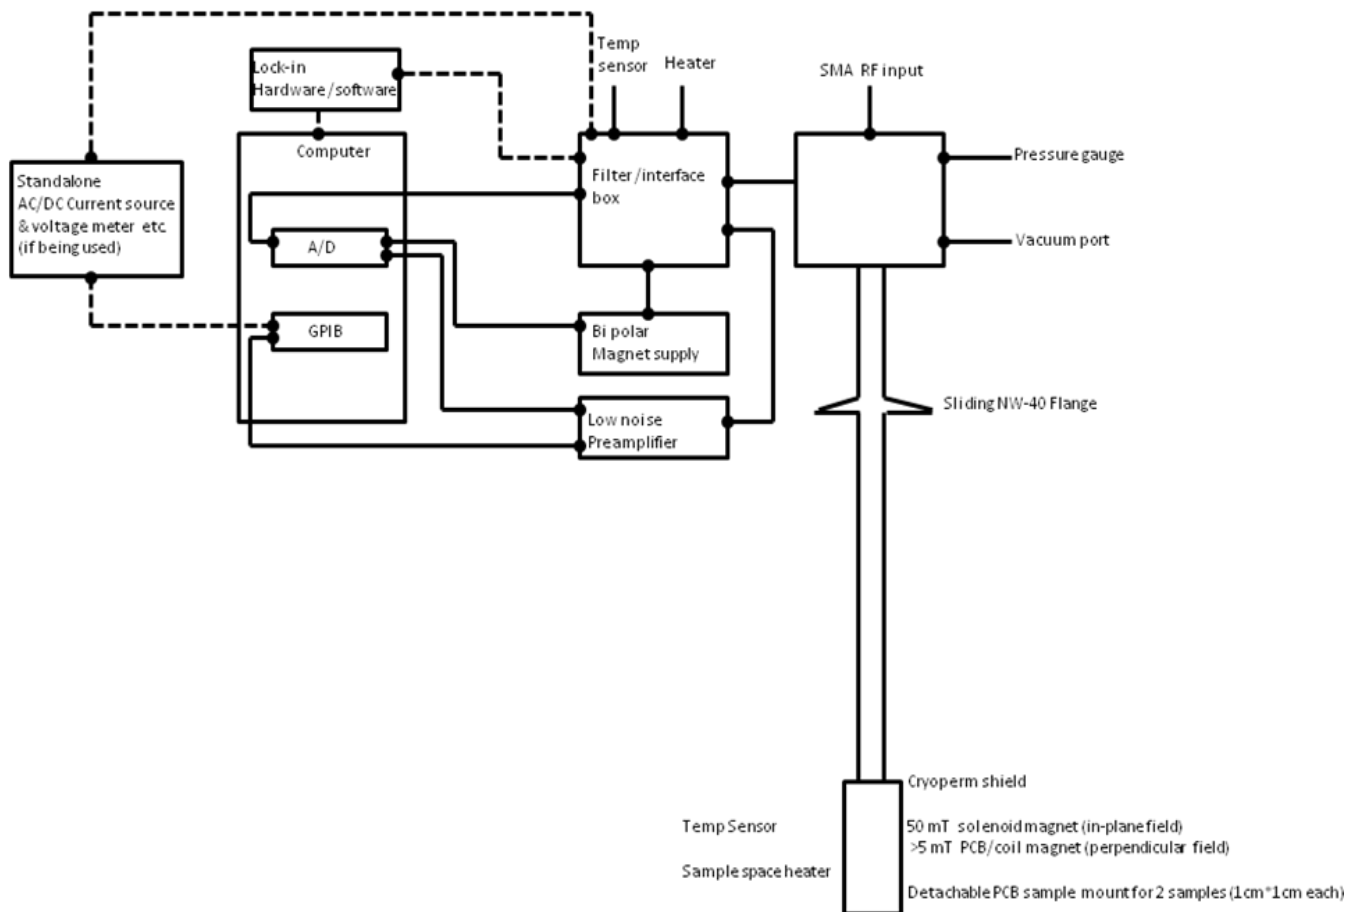 Temp
sensor
Heater
SMA RF input
Lock-in
Hardware/software
Computer
Pressure gauge
Standalone
AC/DC Current source
& voltage meter etc.
(if being used)
Filter/interface
box
A/D
Vacuum port
GPIB
Bi polar
Magnet supply
Sliding NW-40 Flange
Low noise
Preamplifier
Cryoperm shield
Temp Sensor
50 mT solenoid magnet (in-plane field)
>5 mT PCB/coil magnet (perpendicular field)
Sample space heater
Detachable PCB sample mount for 2 samples (1cm*1cm each)